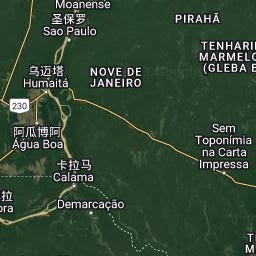 Moanense
圣保罗
Sao Paulo
PIRAHÃ
TENHARI
MARMELO
(GLEBA B
乌迈塔
Humaitá
NOVE DE
JANEIRO
230
阿瓜博阿
Água Boa
Sem
Toponímia
na Carta
Impressa
卡拉马
Calama
拉
ora
Demarcação
T
M